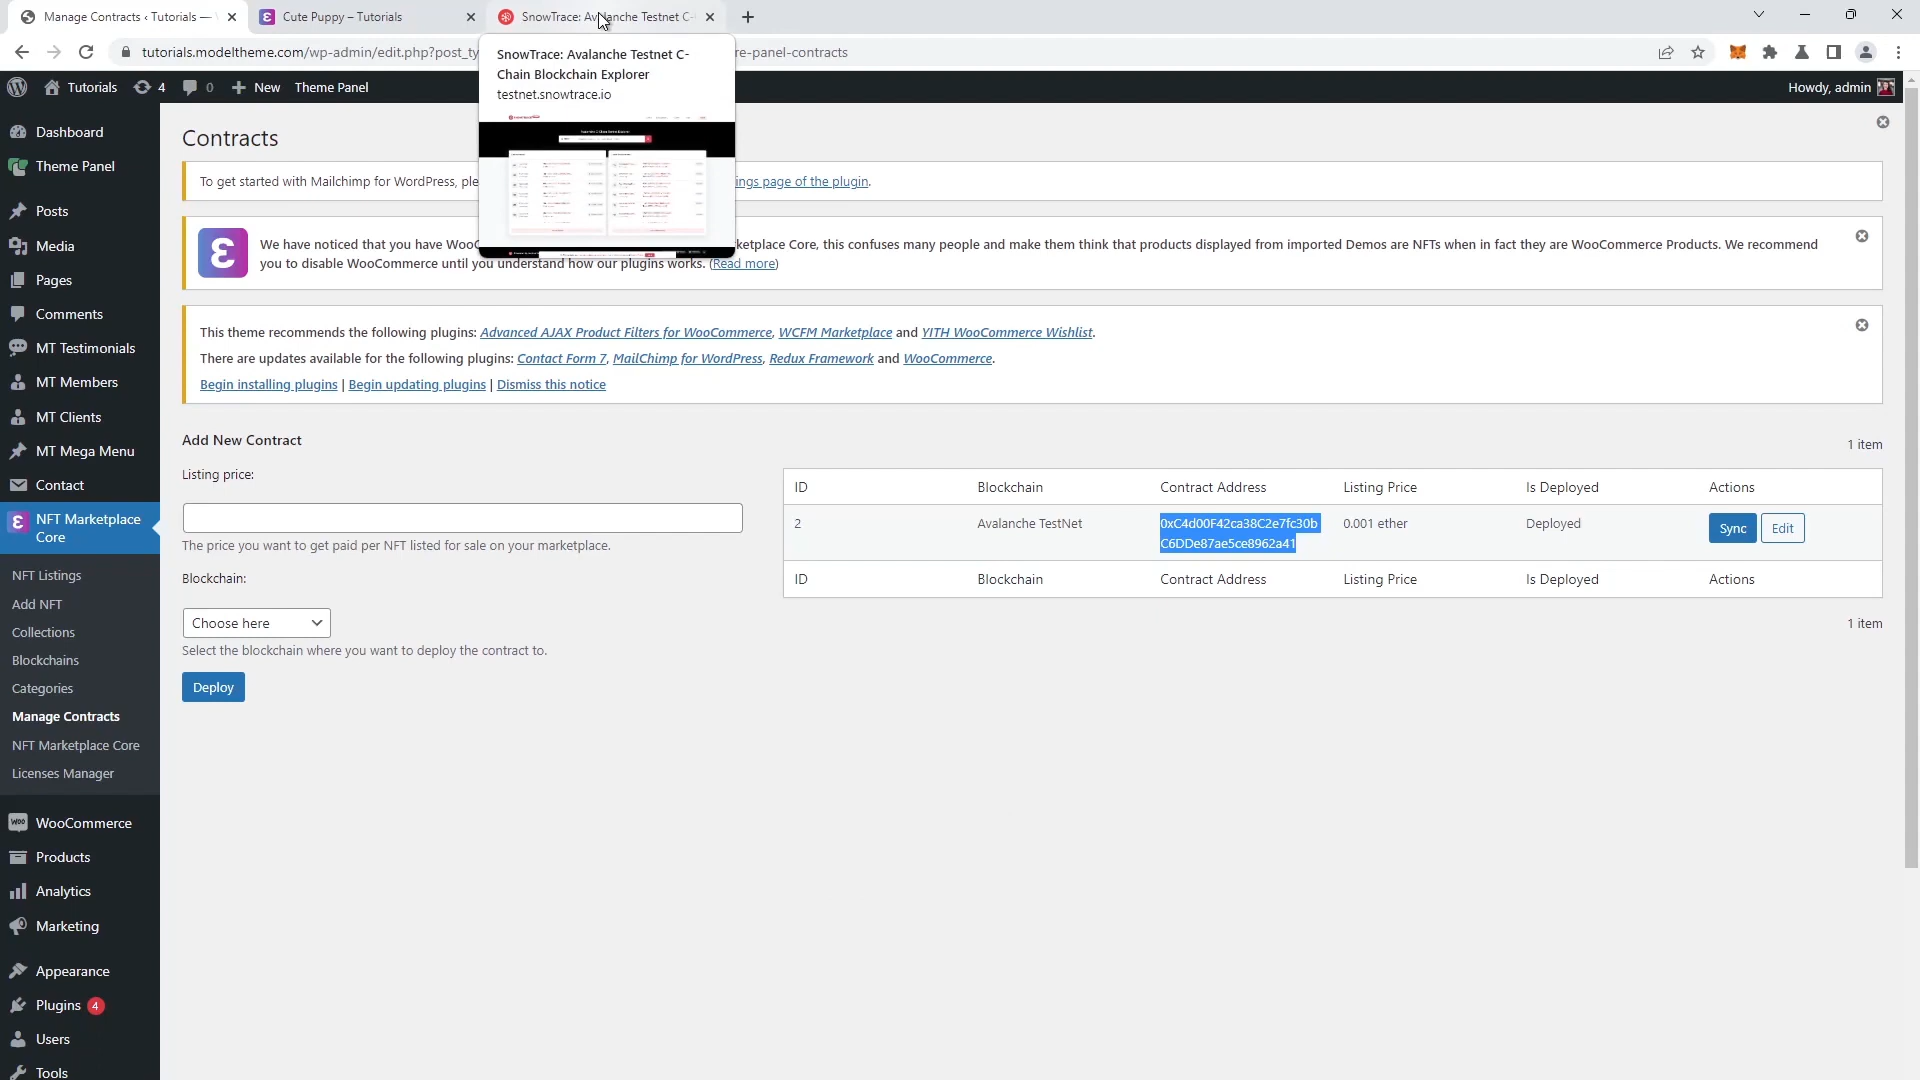 Manage Contracts ‹ Tutorials —
Cute Puppy – Tutorials
SnowTrace: Avalanche Testnet C-
tutorials.modeltheme.com/wp-admin/edit.php?post_ty
re-panel-contracts
SnowTrace: Avalanche Testnet C-
Chain Blockchain Explorer
testnet.snowtrace.io
Tutorials
4
0
New
Theme Panel
Howdy, admin
Dashboard
Theme Panel
Posts
Media
Pages
Comments
MT Testimonials
MT Members
MT Clients
MT Mega Menu
Contact
NFT Marketplace
Core
NFT Listings
Add NFT
Collections
Blockchains
Categories
Manage Contracts
NFT Marketplace Core
Licenses Manager
WooCommerce
Products
Analytics
Marketing
Appearance
Plugins 4
Users
Tools
Contracts
To get started with Mailchimp for WordPress, ple
ings page of the plugin.
We have noticed that you have WooC
ketplace Core, this confuses many people and make them think that products displayed from imported Demos are NFTs when in fact they are WooCommerce Products. We recommend
you to disable WooCommerce until you understand how our plugins works. (Read more)
This theme recommends the following plugins: Advanced AJAX Product Filters for WooCommerce, WCFM Marketplace and YITH WooCommerce Wishlist.
There are updates available for the following plugins: Contact Form 7, MailChimp for WordPress, Redux Framework and WooCommerce.
Begin installing plugins | Begin updating plugins | Dismiss this notice
Add New Contract
Listing price:
The price you want to get paid per NFT listed for sale on your marketplace.
Blockchain:
Choose here
Select the blockchain where you want to deploy the contract to.
Deploy
1 item
ID Blockchain Contract Address Listing Price Is Deployed Actions
2 Avalanche TestNet 0xC4d00F42ca38C2e7fc30b 0.001 ether Deployed Sync Edit
C6DDe87ae5ce8962a41
ID Blockchain Contract Address Listing Price Is Deployed Actions
1 item